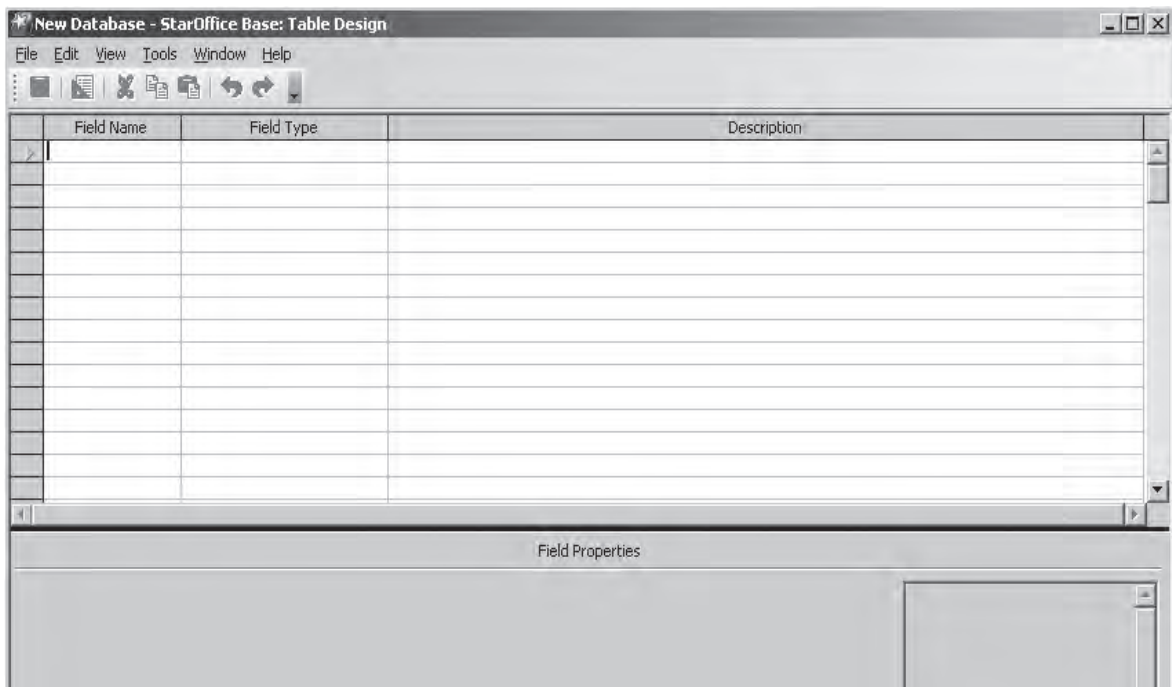 New Database - StarOffice Base: Table Design
File Edit View Tools Window Help
Field Name Field Type Description
Field Properties